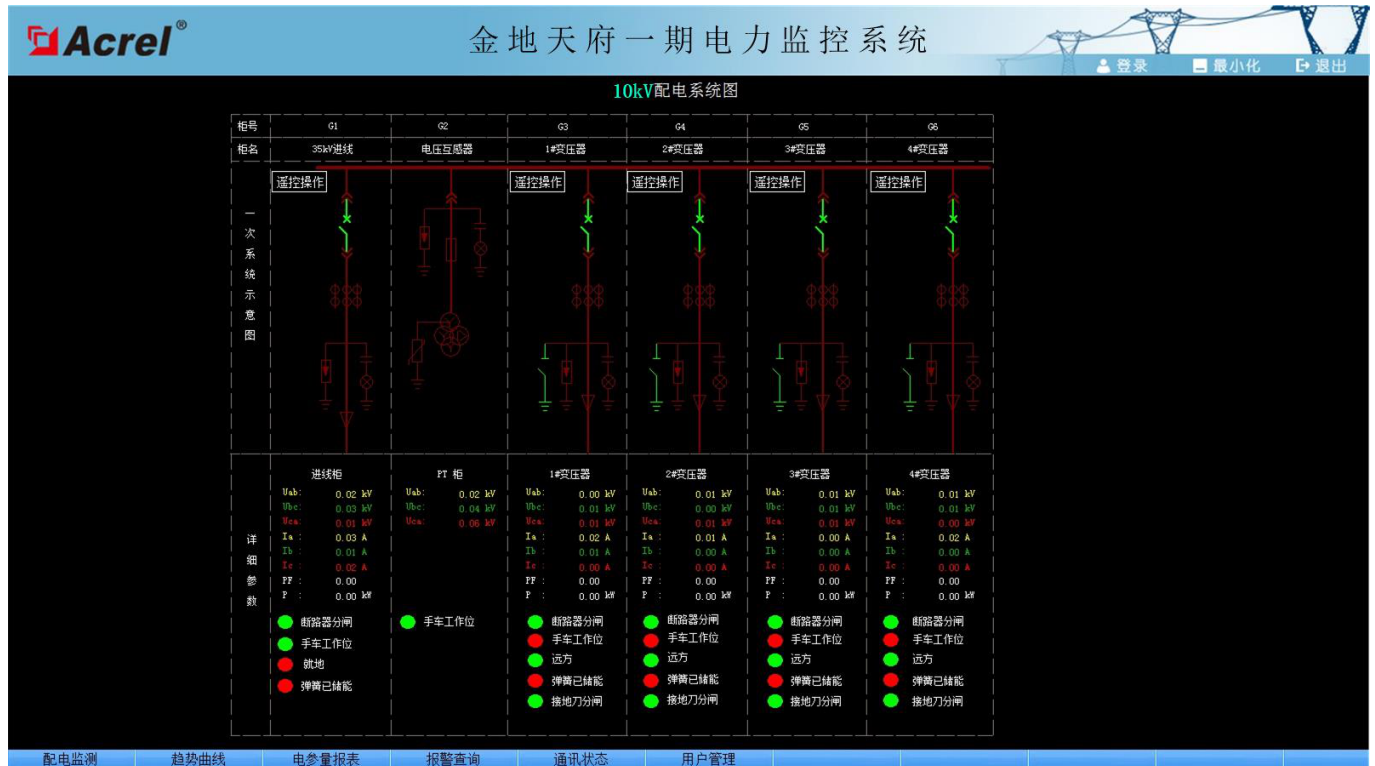 Acrel®
金地天府一期电力监控系统
登录 最小化 退出
10kV配电系统图
柜号 G1 G2 G3 G4 G5 G6
柜名 35kV进线 电压互感器 1#变压器 2#变压器 3#变压器 4#变压器
一次系统示意图
遥控操作 遥控操作 遥控操作 遥控操作 遥控操作
详细参数
进线柜
Uab: 0.02 kV
Ubc: 0.03 kV
Uca: 0.01 kV
Ia : 0.03 A
Ib : 0.01 A
Ic : 0.02 A
PF : 0.00
P : 0.00 kW
断路器分闸
手车工作位
就地
弹簧已储能
PT 柜
Uab: 0.02 kV
Ubc: 0.04 kV
Uca: 0.06 kV
手车工作位
1#变压器
Uab: 0.00 kV
Ubc: 0.01 kV
Uca: 0.01 kV
Ia : 0.02 A
Ib : 0.01 A
Ic : 0.00 A
PF : 0.00
P : 0.00 kW
断路器分闸
手车工作位
远方
弹簧已储能
接地刀分闸
2#变压器
Uab: 0.01 kV
Ubc: 0.00 kV
Uca: 0.01 kV
Ia : 0.01 A
Ib : 0.00 A
Ic : 0.00 A
PF : 0.00
P : 0.00 kW
断路器分闸
手车工作位
远方
弹簧已储能
接地刀分闸
3#变压器
Uab: 0.01 kV
Ubc: 0.01 kV
Uca: 0.01 kV
Ia : 0.00 A
Ib : 0.00 A
Ic : 0.00 A
PF : 0.00
P : 0.00 kW
断路器分闸
手车工作位
远方
弹簧已储能
接地刀分闸
4#变压器
Uab: 0.01 kV
Ubc: 0.01 kV
Uca: 0.00 kV
Ia : 0.02 A
Ib : 0.00 A
Ic : 0.00 A
PF : 0.00
P : 0.00 kW
断路器分闸
手车工作位
远方
弹簧已储能
接地刀分闸
配电监测 趋势曲线 电参量报表 报警查询 通讯状态 用户管理